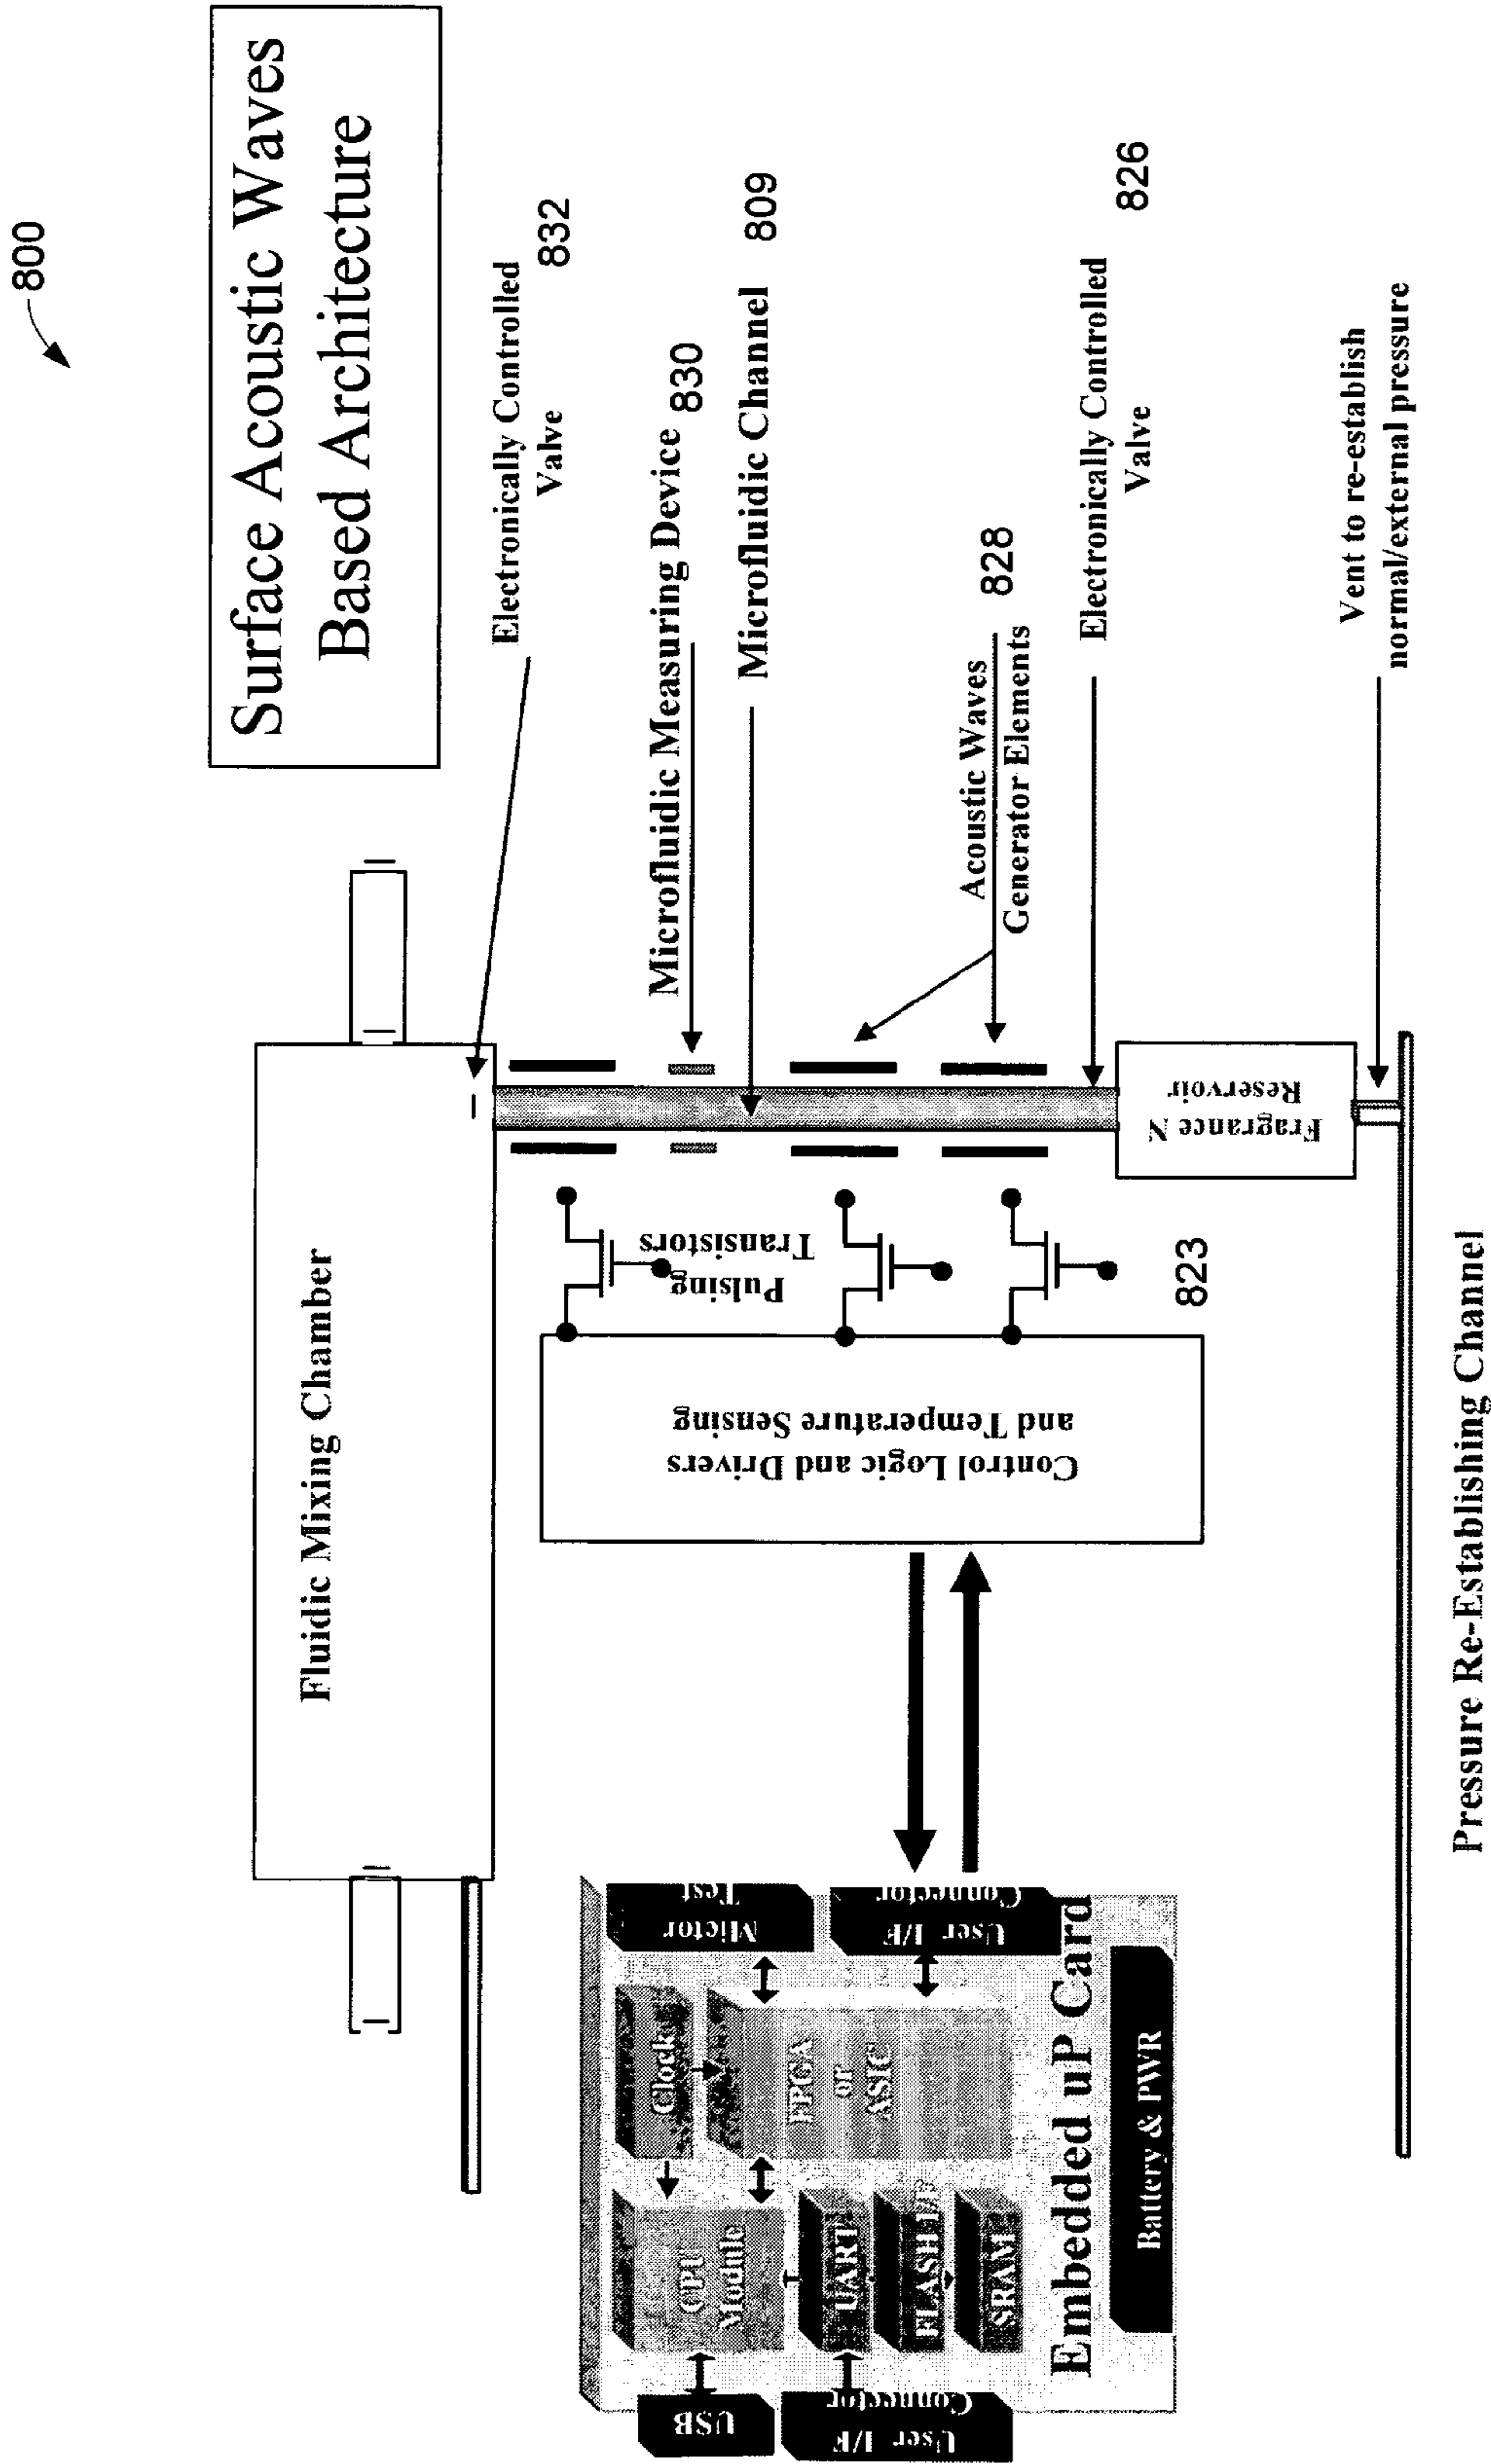 800
Surface Acoustic Waves
Based Architecture
Electronically Controlled
Valve
832
Microfluidic Measuring Device
830
Microfluidic Channel
809
Acoustic Waves
Generator Elements
828
Electronically Controlled
Valve
826
Vent to re-establish
normal/external pressure
Fluidic Mixing Chamber
Pulsing
Transistors
823
Fragrance N
Reservoir
Control Logic and Drivers
and Temperature Sensing
Mictor
Test
User I/F
Connector
Clock
FPGA
or
ASIC
CPU
Module
UART
FLASH I/F
SRAM
USB
User I/F
Connector
Embedded uP Card
Battery & PWR
Pressure Re-Establishing Channel